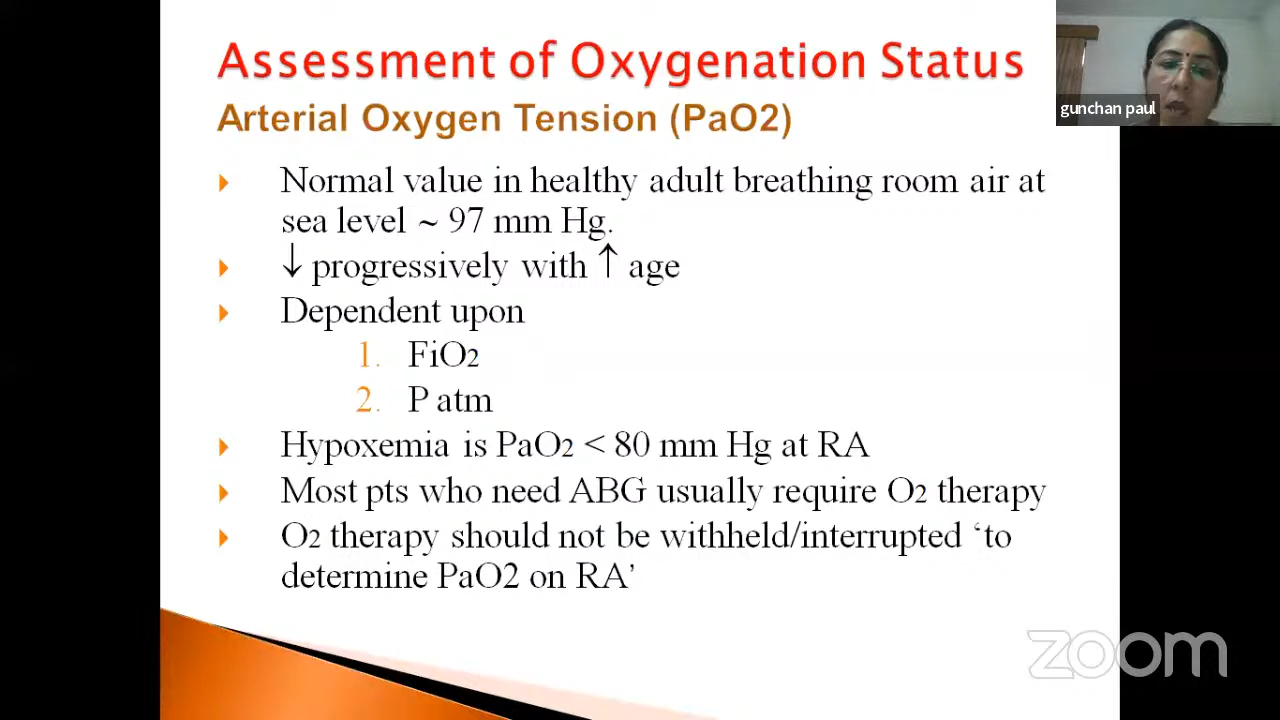 Assessment of Oxygenation Status
Arterial Oxygen Tension (PaO2)
gunchan paul
Normal value in healthy adult breathing room air at
sea level ~ 97 mm Hg.
↓ progressively with ↑ age
Dependent upon
1. FiO2
2. P atm
Hypoxemia is PaO2 < 80 mm Hg at RA
Most pts who need ABG usually require O2 therapy
O2 therapy should not be withheld/interrupted ‘to
determine PaO2 on RA’
zoom